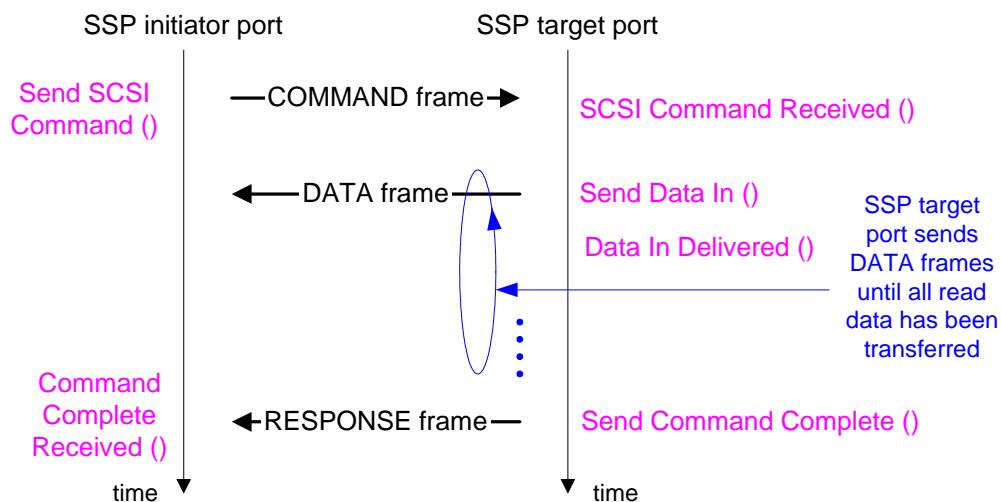 SSP initiator port
SSP target port
Send SCSI
Command ()
COMMAND frame
SCSI Command Received ()
DATA frame
Send Data In ()
Data In Delivered ()
SSP target
port sends
DATA frames
until all read
data has been
transferred
Command
Complete
Received ()
RESPONSE frame
Send Command Complete ()
time
time